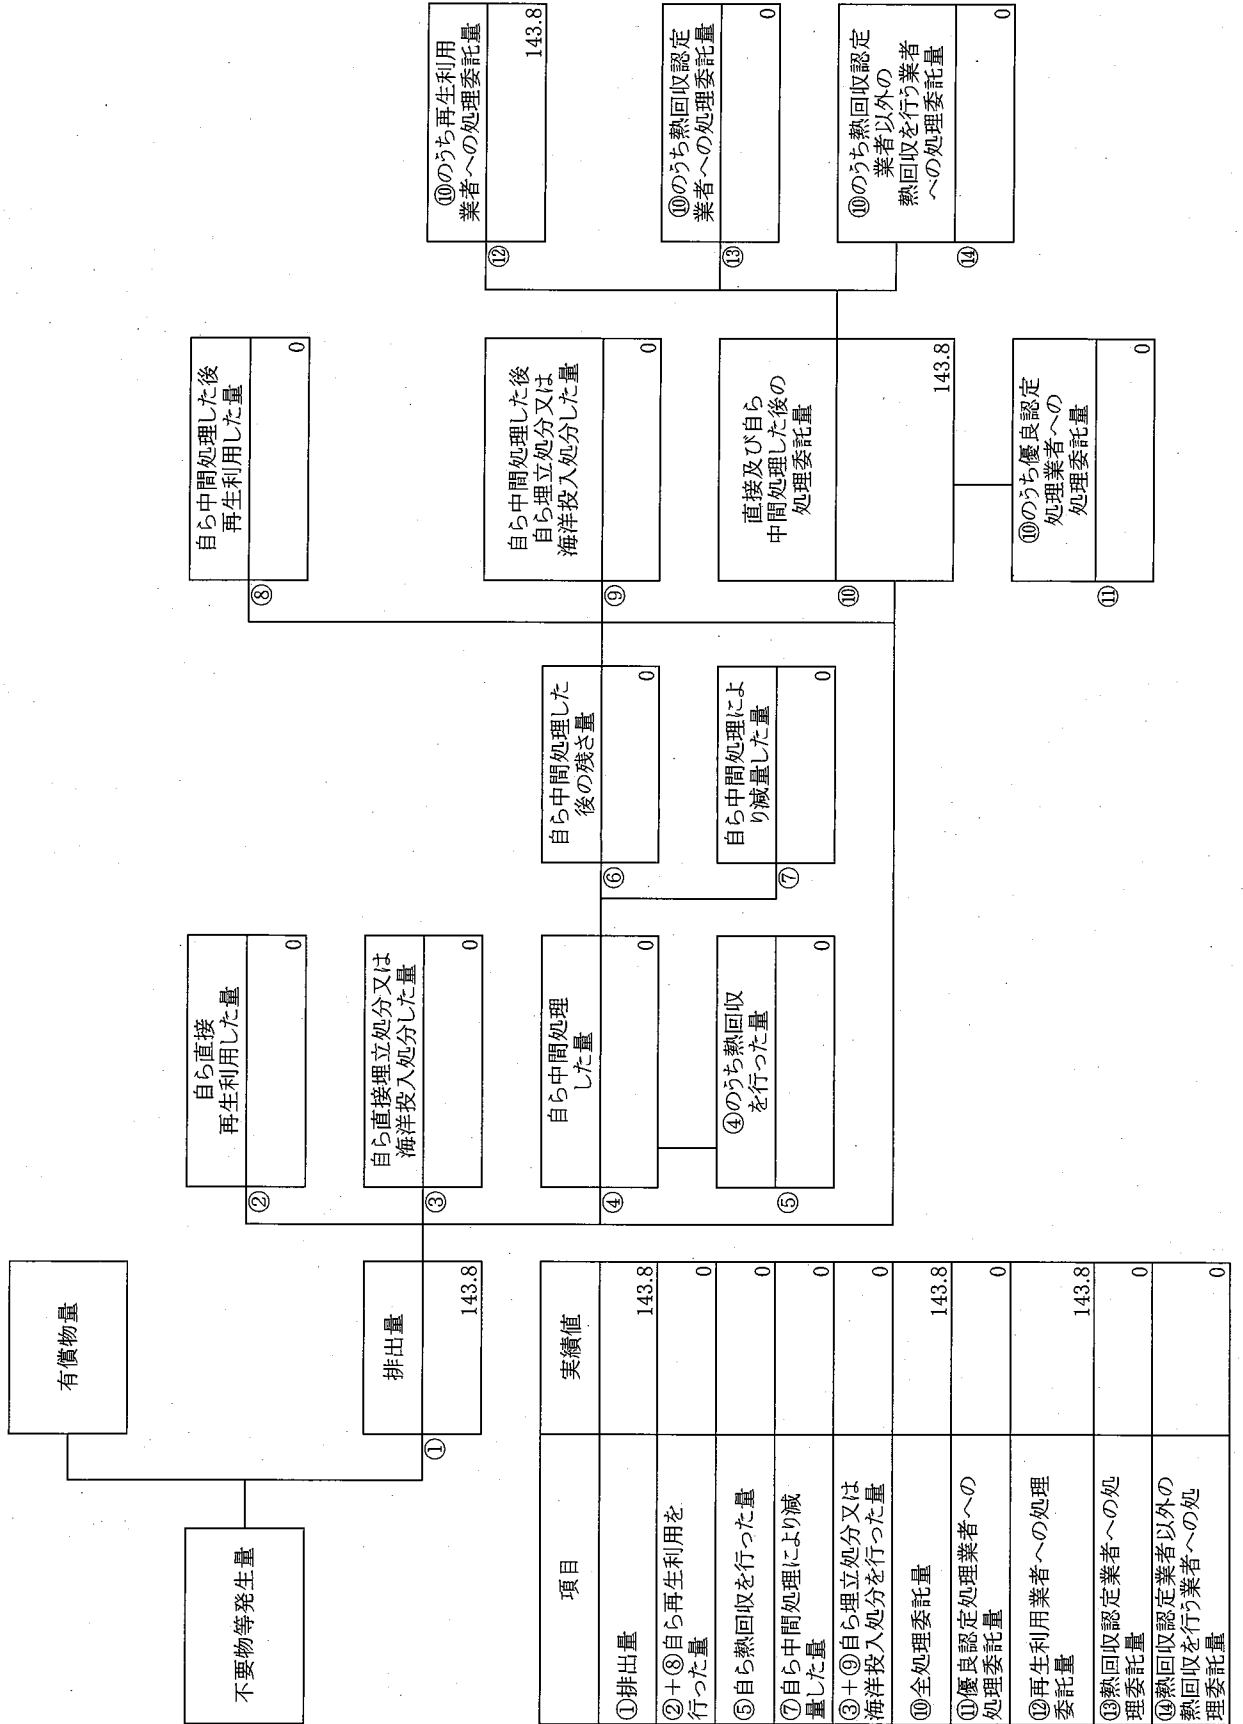 不要物等発生量
有償物量
①
排出量
143.8
②
自ら直接
再生利用した量
0
③
自ら直接埋立処分又は
海洋投入処分した量
0
④
自ら中間処理
した量
0
⑤
④のうち熱回収
を行った量
0
⑥
自ら中間処理した
後の残さ量
0
⑦
自ら中間処理によ
り減量した量
0
⑧
自ら中間処理した後
再生利用した量
0
⑨
自ら中間処理した後
自ら埋立処分又は
海洋投入処分した量
0
⑩
直接及び自ら
中間処理した後の
処理委託量
143.8
⑪
⑩のうち優良認定
処理業者への
処理委託量
0
⑫
⑩のうち再生利用
業者への処理委託量
143.8
⑬
⑩のうち熱回収認定
業者への処理委託量
0
⑭
⑩のうち熱回収認定
業者以外の
熱回収を行う業者
への処理委託量
0
項目 実績値
①排出量 143.8
②+⑧自ら再生利用を
行った量 0
⑤自ら熱回収を行った量 0
⑦自ら中間処理により減
量した量 0
③+⑨自ら埋立処分又は
海洋投入処分を行った量 0
⑩全処理委託量 143.8
⑪優良認定処理業者への
処理委託量 0
⑫再生利用業者への処理
委託量 143.8
⑬熱回収認定業者への処
理委託量 0
⑭熱回収認定業者以外の
熱回収を行う業者への処
理委託量 0